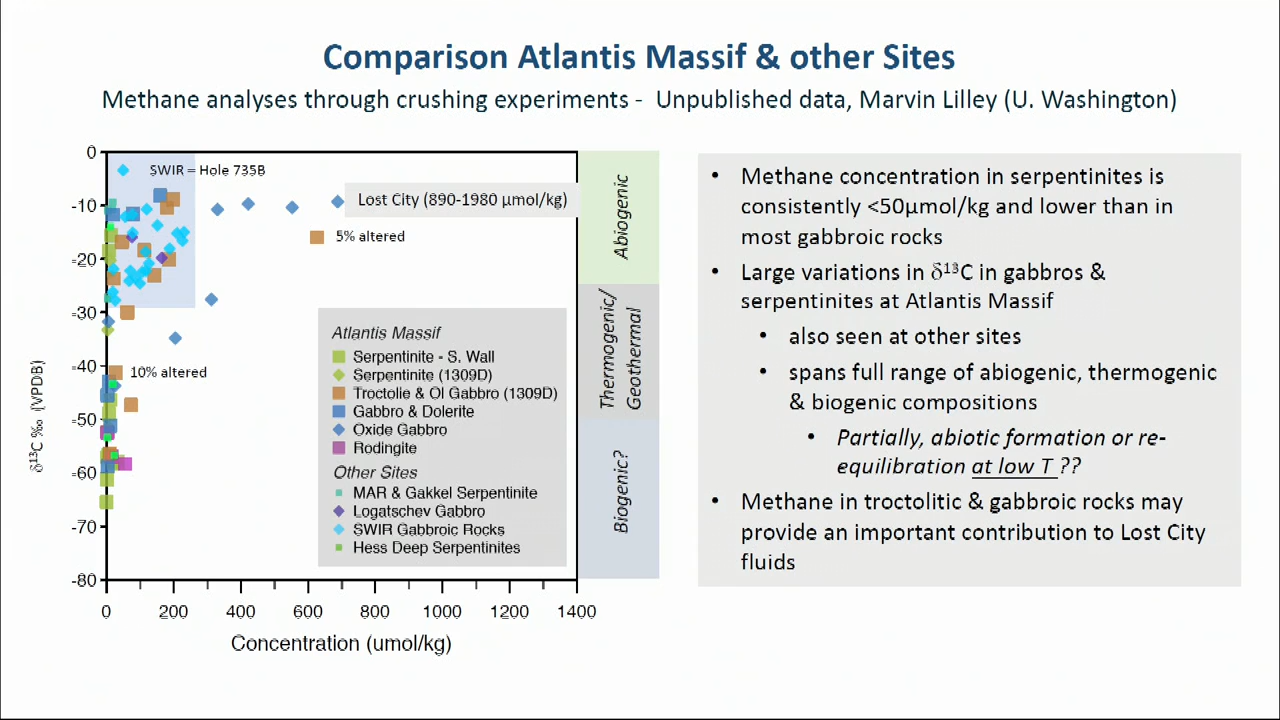 Comparison Atlantis Massif & other Sites
Methane analyses through crushing experiments - Unpublished data, Marvin Lilley (U. Washington)
0
-10
-20
-30
-40
-50
-60
-70
-80
δ¹³C ‰ (VPDB)
SWIR = Hole 735B
Lost City (890-1980 µmol/kg)
5% altered
10% altered
Atlantis Massif
Serpentinite - S. Wall
Serpentinite (1309D)
Troctolie & Ol Gabbro (1309D)
Gabbro & Dolerite
Oxide Gabbro
Rodingite
Other Sites
MAR & Gakkel Serpentinite
Logatschev Gabbro
SWIR Gabbroic Rocks
Hess Deep Serpentinites
0 200 400 600 800 1000 1200 1400
Concentration (umol/kg)
Abiogenic
Thermogenic/
Geothermal
Biogenic?
• Methane concentration in serpentinites is
consistently <50µmol/kg and lower than in
most gabbroic rocks
• Large variations in δ¹³C in gabbros &
serpentinites at Atlantis Massif
• also seen at other sites
• spans full range of abiogenic, thermogenic
& biogenic compositions
• Partially, abiotic formation or re-
equilibration at low T ??
• Methane in troctolitic & gabbroic rocks may
provide an important contribution to Lost City
fluids